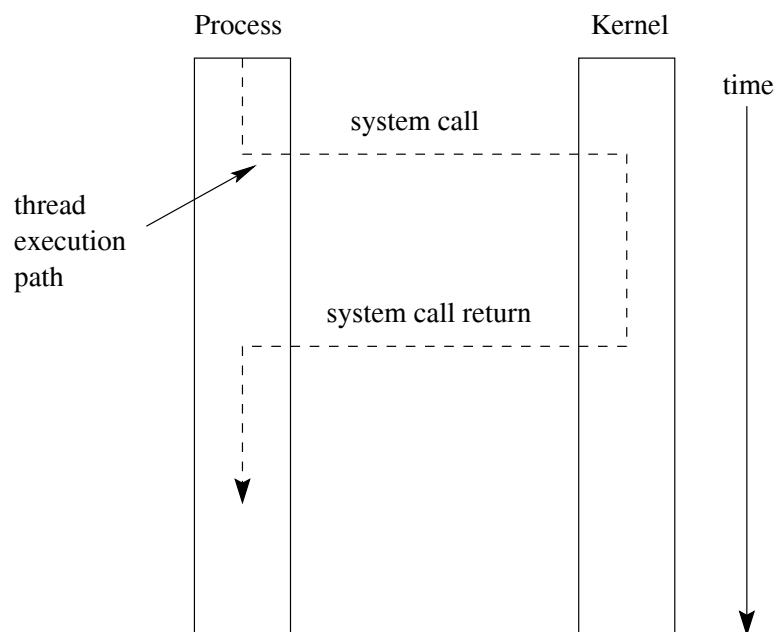 Process
Kernel
time
system call
thread
execution
path
system call return